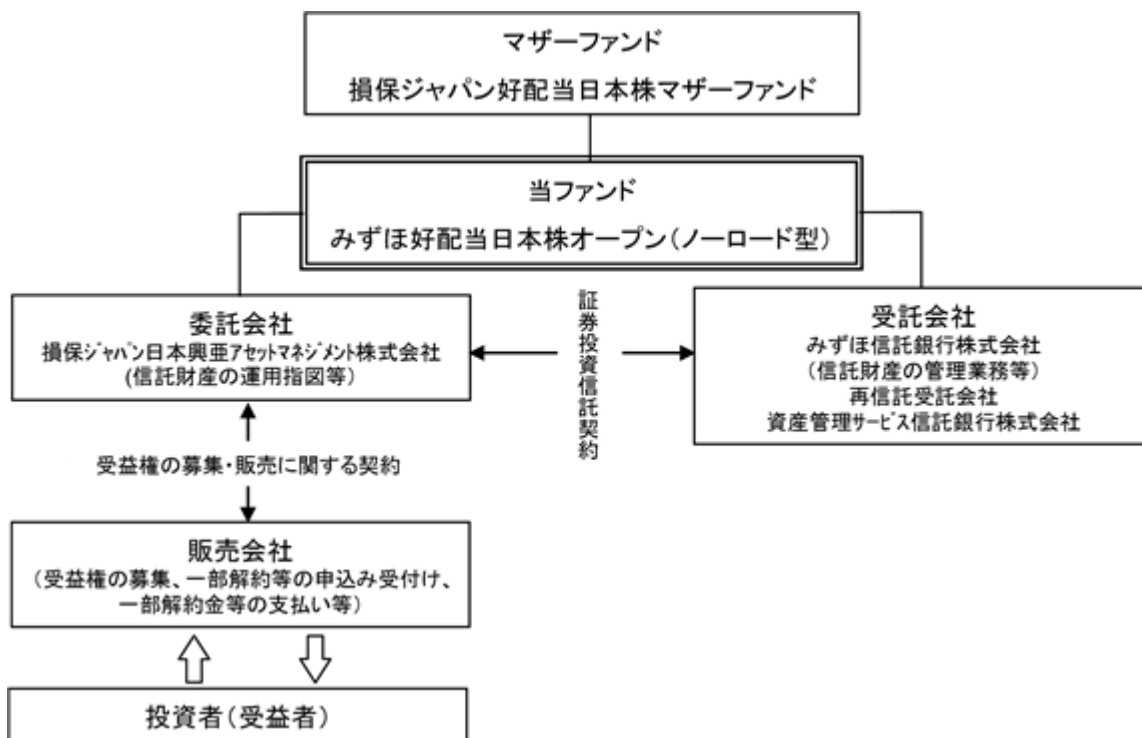 マザーファンド
損保ジャパン好配当日本株マザーファンド
当ファンド
みずほ好配当日本株オープン(ノーロード型)
委託会社
損保ジャパン日本興亜アセットマネジメント株式会社
(信託財産の運用指図等)
証券投資信託契約
受託会社
みずほ信託銀行株式会社
(信託財産の管理業務等)
再信託受託会社
資産管理サービス信託銀行株式会社
受益権の募集・販売に関する契約
販売会社
(受益権の募集、一部解約等の申込み受付け、
一部解約金等の支払い等)
投資者(受益者)